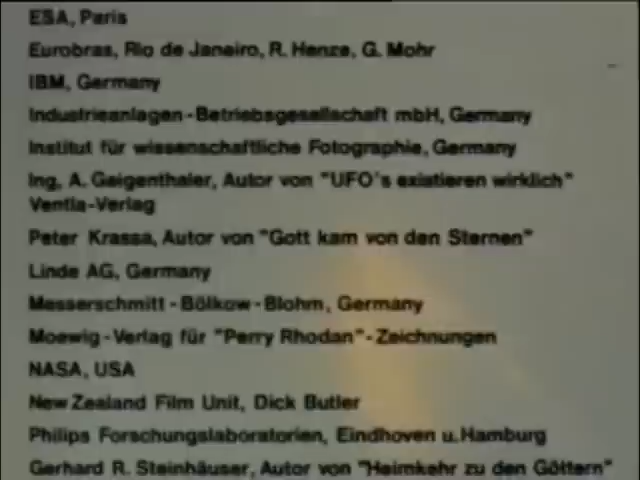 ESA, Paris
Eurobras, Rio de Janeiro, R. Henze, G. Mohr
IBM, Germany
Industrieanlagen-Betriebsgesellschaft mbH, Germany
Institut für wissenschaftliche Fotographie, Germany
Ing. A. Geigenthaler, Autor von "UFO's existieren wirklich"
Ventla-Verlag
Peter Krassa, Autor von "Gott kam von den Sternen"
Linde AG, Germany
Messerschmitt-Bölkow-Blohm, Germany
Moewig-Verlag für "Perry Rhodan"-Zeichnungen
NASA, USA
New Zealand Film Unit, Dick Butler
Philips Forschungslaboratorien, Eindhoven u. Hamburg
Gerhard R. Steinhäuser, Autor von "Heimkehr zu den Göttern"